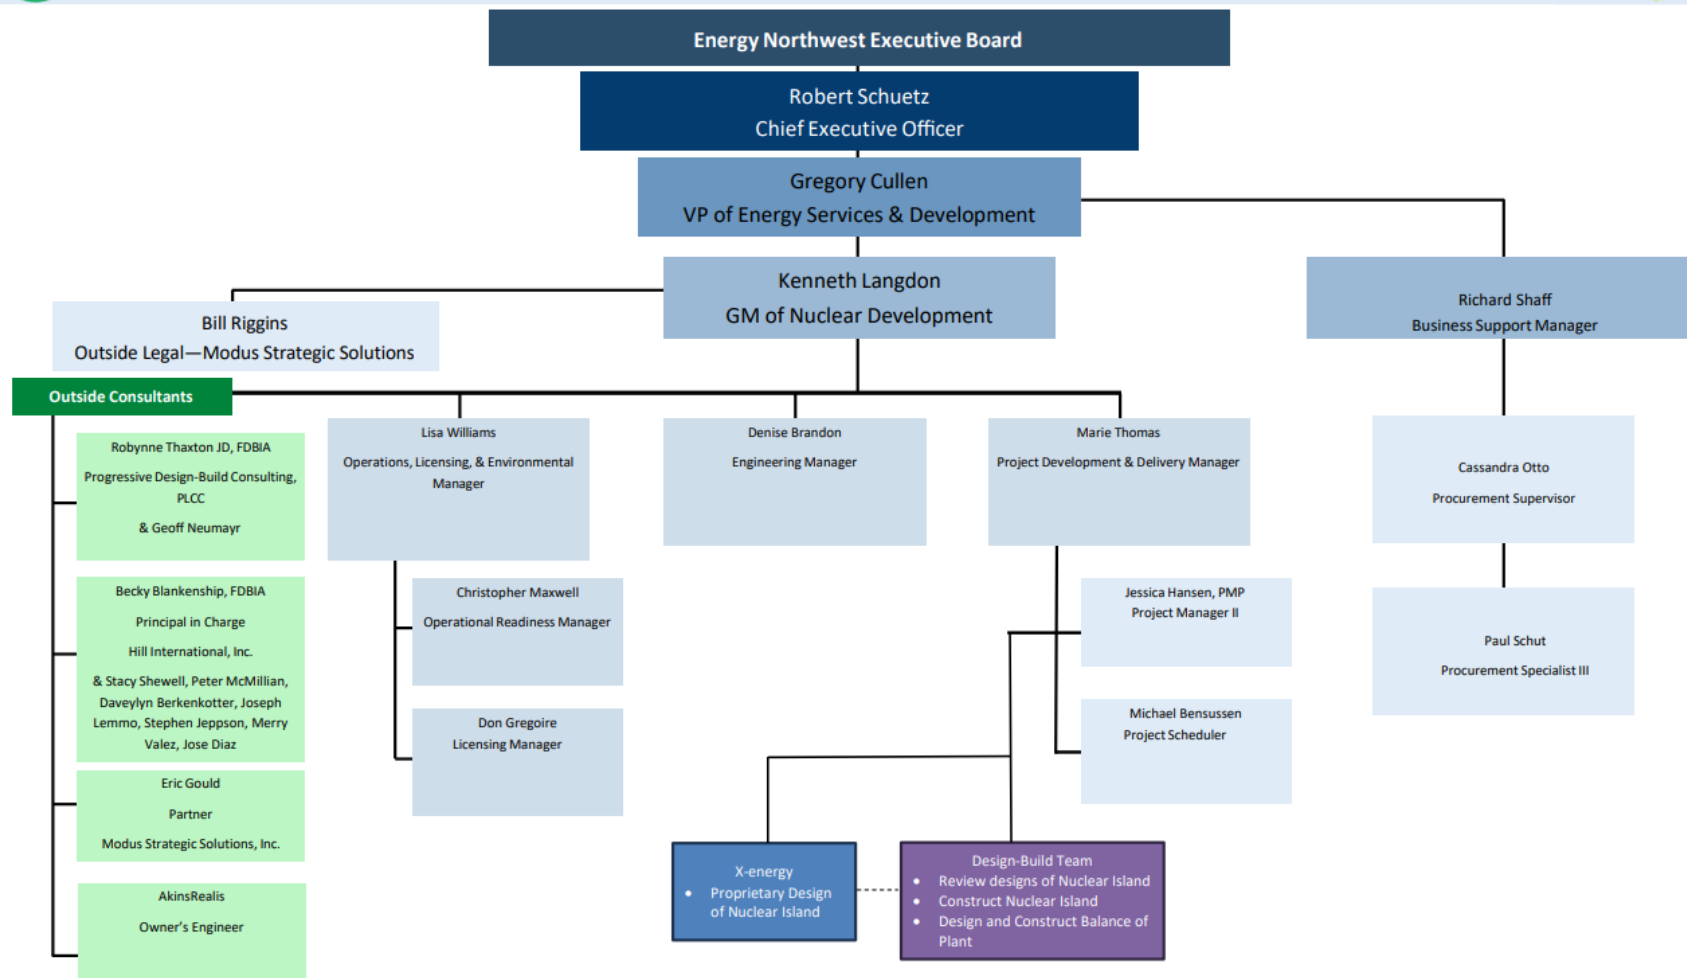 Energy Northwest Executive Board
Robert Schuetz
Chief Executive Officer
Gregory Cullen
VP of Energy Services & Development
Kenneth Langdon
GM of Nuclear Development
Richard Shaff
Business Support Manager
Bill Riggins
Outside Legal—Modus Strategic Solutions
Outside Consultants
Robynne Thaxton JD, FDBIA
Progressive Design-Build Consulting,
PLCC
& Geoff Neumayr
Becky Blankenship, FDBIA
Principal in Charge
Hill International, Inc.
& Stacy Shewell, Peter McMillian,
Daveylyn Berkenkotter, Joseph
Lemmo, Stephen Jeppson, Merry
Valez, Jose Diaz
Eric Gould
Partner
Modus Strategic Solutions, Inc.
AkinsRealis
Owner's Engineer
Lisa Williams
Operations, Licensing, & Environmental
Manager
Christopher Maxwell
Operational Readiness Manager
Don Gregoire
Licensing Manager
Denise Brandon
Engineering Manager
Marie Thomas
Project Development & Delivery Manager
Jessica Hansen, PMP
Project Manager II
Michael Bensussen
Project Scheduler
X-energy
• Proprietary Design
of Nuclear Island
Design-Build Team
• Review designs of Nuclear Island
• Construct Nuclear Island
• Design and Construct Balance of
Plant
Cassandra Otto
Procurement Supervisor
Paul Schut
Procurement Specialist III